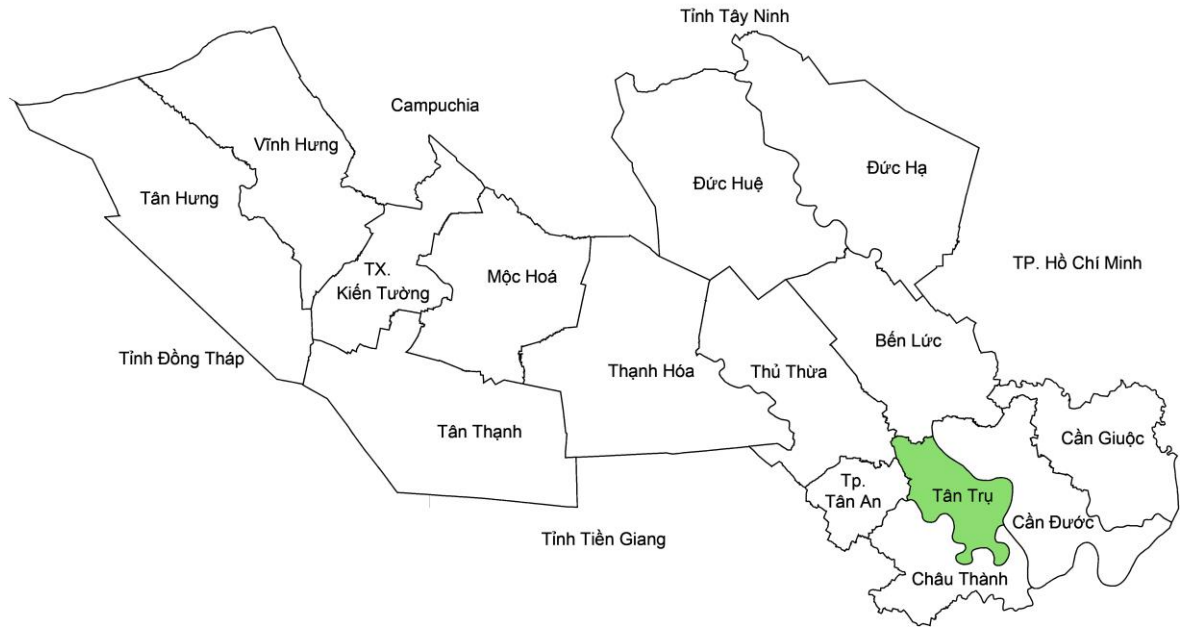 Tỉnh Tây Ninh
Campuchia
Vĩnh Hưng
Tân Hưng
Đức Huệ
Đức Hạ
TX.
Kiến Tường
Mộc Hoá
TP. Hồ Chí Minh
Bến Lức
Tỉnh Đồng Tháp
Thạnh Hóa
Thủ Thừa
Tân Thạnh
Cần Giuộc
Tp.
Tân An
Tân Trụ
Cần Đước
Tỉnh Tiền Giang
Châu Thành